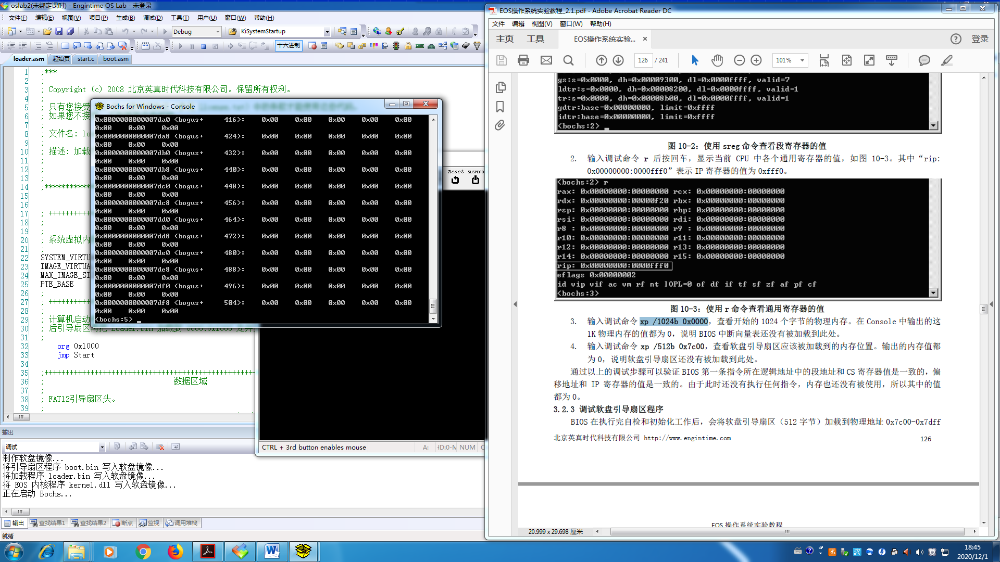 oslab2(未绑定课时) - Engintime OS Lab - 未登录
文件(F) 编辑(E) 视图(V) 项目(P) 生成(B) 调试(D) 工具(T) 用户(U) 窗口(W) 帮助(H)
Debug KiSystemStartup
十六进制
loader.asm 起始页 start.c boot.asm
1 ;***
2 ;
3 ; Copyright (c) 2008 北京英真时代科技有限公司。保留所有权利。
4 ;
5 ; 只有您接受
6 ; 如果您不接
7 ;
8 ; 文件名: lo
9 ;
10 ; 描述: 加载
11 ;
12 ;
13 ;
14 ;
15
16
17 ; ++++++++++
18 ;
19 ;
20 ; 系统虚拟内
21 ;
22 SYSTEM_VIRTU
23 IMAGE_VIRTUA
24 MAX_IMAGE_SI
25 PTE_BASE
26 ;
27 ; ++++++++++
28 ;
29 ; 计算机启动
30 ; 后引导扇区再把 Loader.bin 加载到 0000:0x1000 处并
31 ;
32 org 0x1000
33 jmp Start
34
35
36 ; 数据区域
37 ;
38 ; FAT12引导扇区头。
39 ;
Bochs for Windows - Console
0x0000000000007da0 <bogus+ 416>: 0x00 0x00 0x00 0x00 0x00
0x00 0x00 0x00
0x0000000000007da8 <bogus+ 424>: 0x00 0x00 0x00 0x00 0x00
0x00 0x00 0x00
0x0000000000007db0 <bogus+ 432>: 0x00 0x00 0x00 0x00 0x00
0x00 0x00 0x00
0x0000000000007db8 <bogus+ 440>: 0x00 0x00 0x00 0x00 0x00
0x00 0x00 0x00
0x0000000000007dc0 <bogus+ 448>: 0x00 0x00 0x00 0x00 0x00
0x00 0x00 0x00
0x0000000000007dc8 <bogus+ 456>: 0x00 0x00 0x00 0x00 0x00
0x00 0x00 0x00
0x0000000000007dd0 <bogus+ 464>: 0x00 0x00 0x00 0x00 0x00
0x00 0x00 0x00
0x0000000000007dd8 <bogus+ 472>: 0x00 0x00 0x00 0x00 0x00
0x00 0x00 0x00
0x0000000000007de0 <bogus+ 480>: 0x00 0x00 0x00 0x00 0x00
0x00 0x00 0x00
0x0000000000007de8 <bogus+ 488>: 0x00 0x00 0x00 0x00 0x00
0x00 0x00 0x00
0x0000000000007df0 <bogus+ 496>: 0x00 0x00 0x00 0x00 0x00
0x00 0x00 0x00
0x0000000000007df8 <bogus+ 504>: 0x00 0x00 0x00 0x00 0x00
0x00 0x00 0x00
<bochs:5>
Reset SUSPEND
CTRL + 3rd button enables mouse A: HD:0-M NUM
输出
调试
制作软盘镜像...
将引导扇区程序 boot.bin 写入软盘镜像...
将加载程序 loader.bin 写入软盘镜像...
将 EOS 内核程序 kernel.dll 写入软盘镜像...
正在启动 Bochs...
输出 查找结果1 查找结果2 断点 监视 调用堆栈
就绪
EOS操作系统实验教程_2.1.pdf - Adobe Acrobat Reader DC
文件 编辑 视图(V) 窗口(W) 帮助(H)
主页 工具 EOS操作系统实验... × 登录
126 / 241 101%
gs:s=0x0000, dh=0x00009300, dl=0x0000ffff, valid=7
ldtr:s=0x0000, dh=0x00008200, dl=0x0000ffff, valid=1
tr:s=0x0000, dh=0x00008b00, dl=0x0000ffff, valid=1
gdtr:base=0x00000000, limit=0xffff
idtr:base=0x00000000, limit=0xffff
<bochs:2>
图 10-2: 使用 sreg 命令查看段寄存器的值
2. 输入调试命令 r 后按回车，显示当前 CPU 中各个通用寄存器的值，如图 10-3。其中“rip:
0x00000000:0000fff0”表示 IP 寄存器的值为 0xfff0。
<bochs:2> r
rax: 0x00000000:00000000 rcx: 0x00000000:00000000
rdx: 0x00000000:00000f20 rbx: 0x00000000:00000000
rsp: 0x00000000:00000000 rbp: 0x00000000:00000000
rsi: 0x00000000:00000000 rdi: 0x00000000:00000000
r8 : 0x00000000:00000000 r9 : 0x00000000:00000000
r10: 0x00000000:00000000 r11: 0x00000000:00000000
r12: 0x00000000:00000000 r13: 0x00000000:00000000
r14: 0x00000000:00000000 r15: 0x00000000:00000000
rip: 0x00000000:0000fff0
eflags 0x00000002
id vip vif ac vm rf nt IOPL=0 of df if tf sf zf af pf cf
<bochs:3>
图 10-3: 使用 r 命令查看通用寄存器的值
3. 输入调试命令 xp /1024b 0x0000，查看开始的 1024 个字节的物理内存。在 Console 中输出的这
1K 物理内存的值都为 0，说明 BIOS 中断向量表还没有被加载到此处。
4. 输入调试命令 xp /512b 0x7c00，查看软盘引导扇区应该被加载到的内存位置。输出的内存值都
为 0，说明软盘引导扇区还没有被加载到此处。
通过以上的调试步骤可以验证 BIOS 第一条指令所在逻辑地址中的段地址和 CS 寄存器值是一致的，偏
移地址和 IP 寄存器的值是一致的。由于此时还没有执行任何指令，内存也还没有被使用，所以其中的值
都为 0。
3.2.3 调试软盘引导扇区程序
BIOS 在执行完自检和初始化工作后，会将软盘引导扇区（512 字节）加载到物理地址 0x7c00-0x7dff
北京英真时代科技有限公司 http://www.engintime.com 126
EOS 操作系统实验教程
20.999 x 29.698 厘米
18:45
2020/12/1